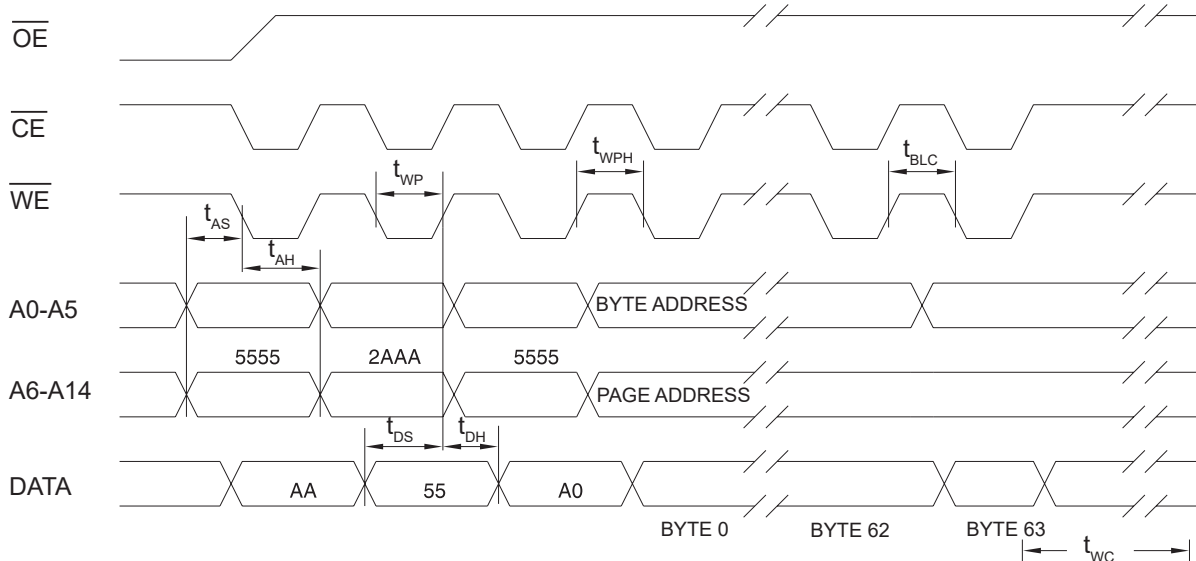 OE
CE
tWPH
tBLC
tWP
WE
tAS
tAH
A0-A5
BYTE ADDRESS
5555
2AAA
5555
A6-A14
PAGE ADDRESS
tDS
tDH
DATA
AA
55
A0
BYTE 0
BYTE 62
BYTE 63
tWC